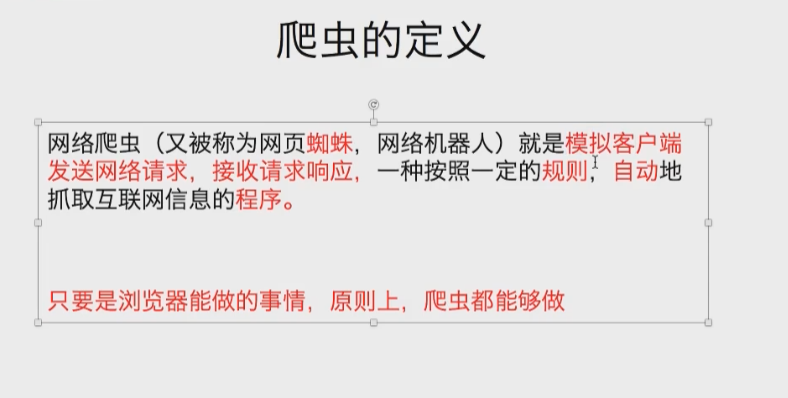 爬虫的定义
网络爬虫（又被称为网页蜘蛛，网络机器人）就是模拟客户端
发送网络请求，接收请求响应，一种按照一定的规则，自动地
抓取互联网信息的程序。
只要是浏览器能做的事情，原则上，爬虫都能够做